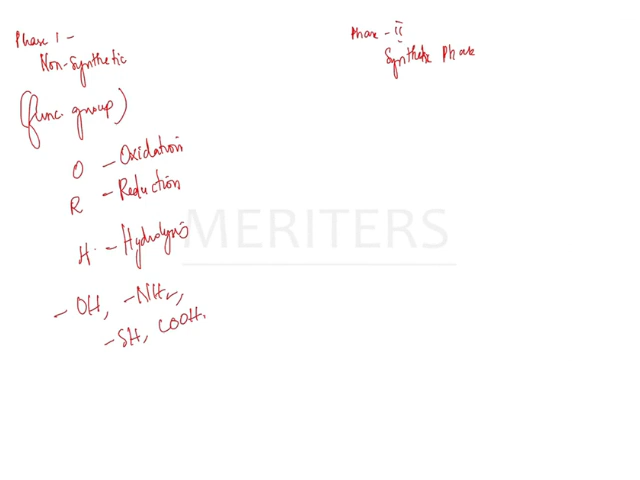 Phase I -
Non-Synthetic
(func. group)
O - Oxidation
R - Reduction
H - Hydrolysis
- OH, - NH₂,
- SH, COOH.
Phase - II
Synthetic Phase
MERITERS